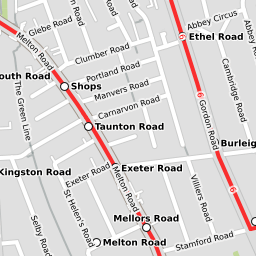 Glebe Road
Abbey Circus
Melton Road
Ethel Road
Clumber Road
Portland Road
outh Road
Shops
Manvers Road
Cambridge Road
The Green Line
Carnarvon Road
6
6
Gordon Road
Taunton Road
Burleig
Exeter Road
Kingston Road
Exeter Road
Melton Road
Villiers Road
St Helen's Road
Selby Road
Mellors Road
Melton Road
Stamford Road